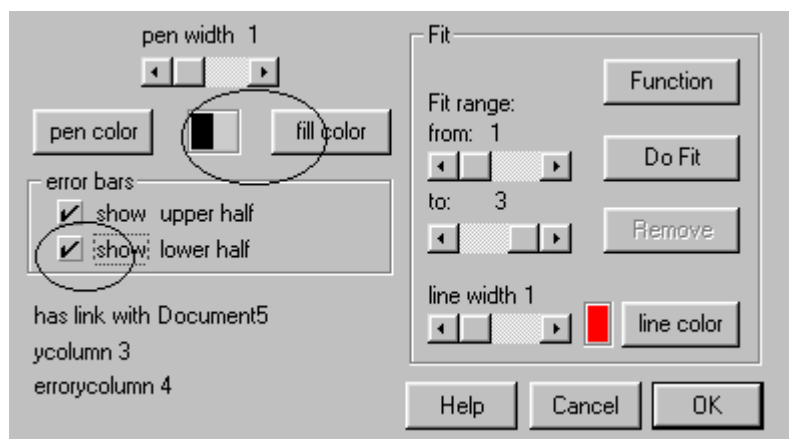 pen width 1
pen color
fill color
error bars
show upper half
show lower half
has link with Document5
ycolumn 3
errorycolumn 4
Fit
Function
Fit range:
from: 1
Do Fit
to: 3
Remove
line width 1
line color
Help
Cancel
OK